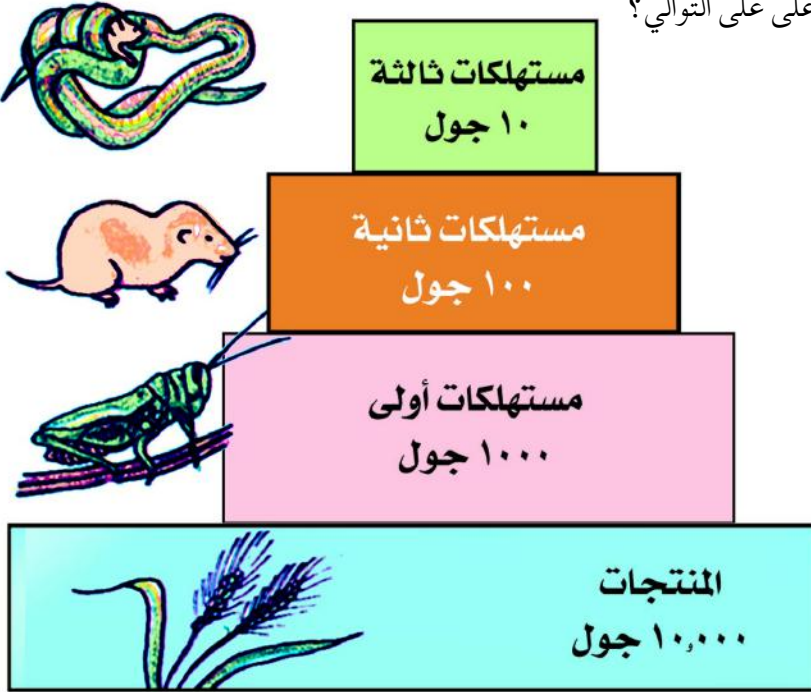 على على التوالي؟
مستهلكات ثالثة
١٠ جول
مستهلكات ثانية
١٠٠ جول
مستهلكات أولى
١٠٠٠ جول
المنتجات
١٠,٠٠٠ جول